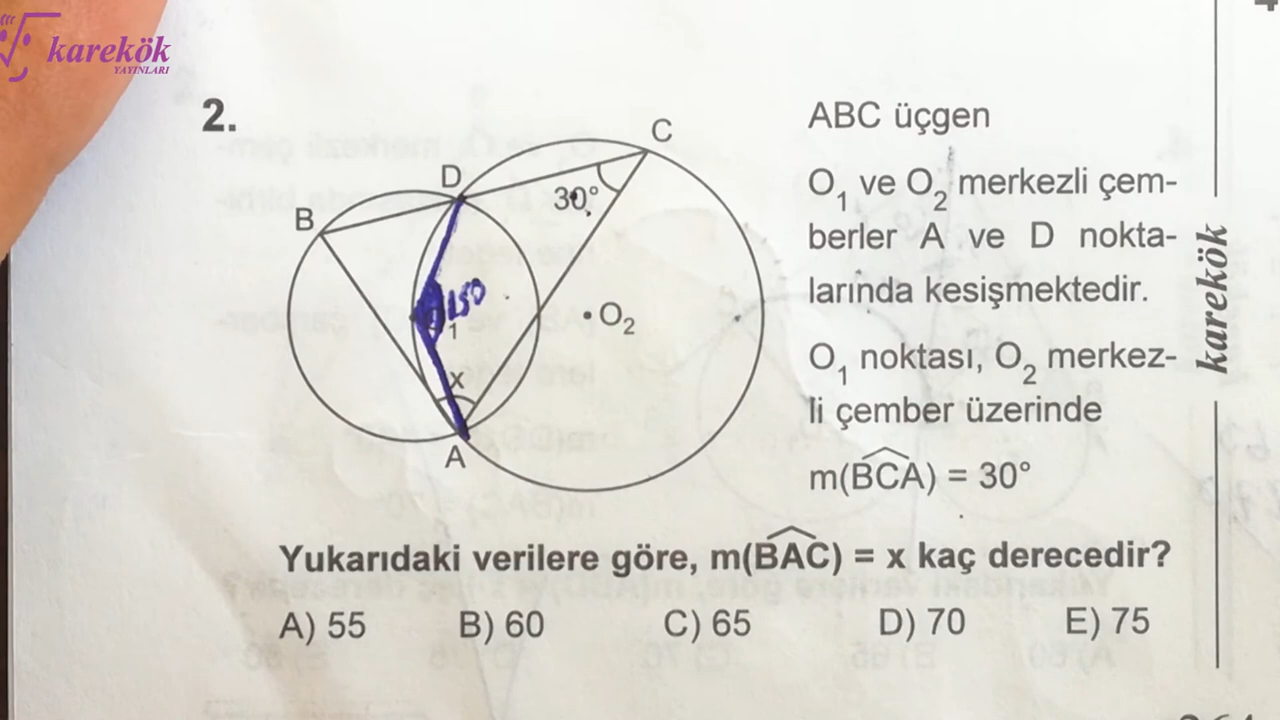 karekök
YAYINLARI
2.
ABC üçgen
O₁ ve O₂ merkezli çem-
berler A ve D nokta-
larında kesişmektedir.
O₁ noktası, O₂ merkez-
li çember üzerinde
m(BCA) = 30°
C
D
B
30°
150
1
O₂
x
A
karekök
Yukarıdaki verilere göre, m(BAC) = x kaç derecedir?
A) 55 B) 60 C) 65 D) 70 E) 75